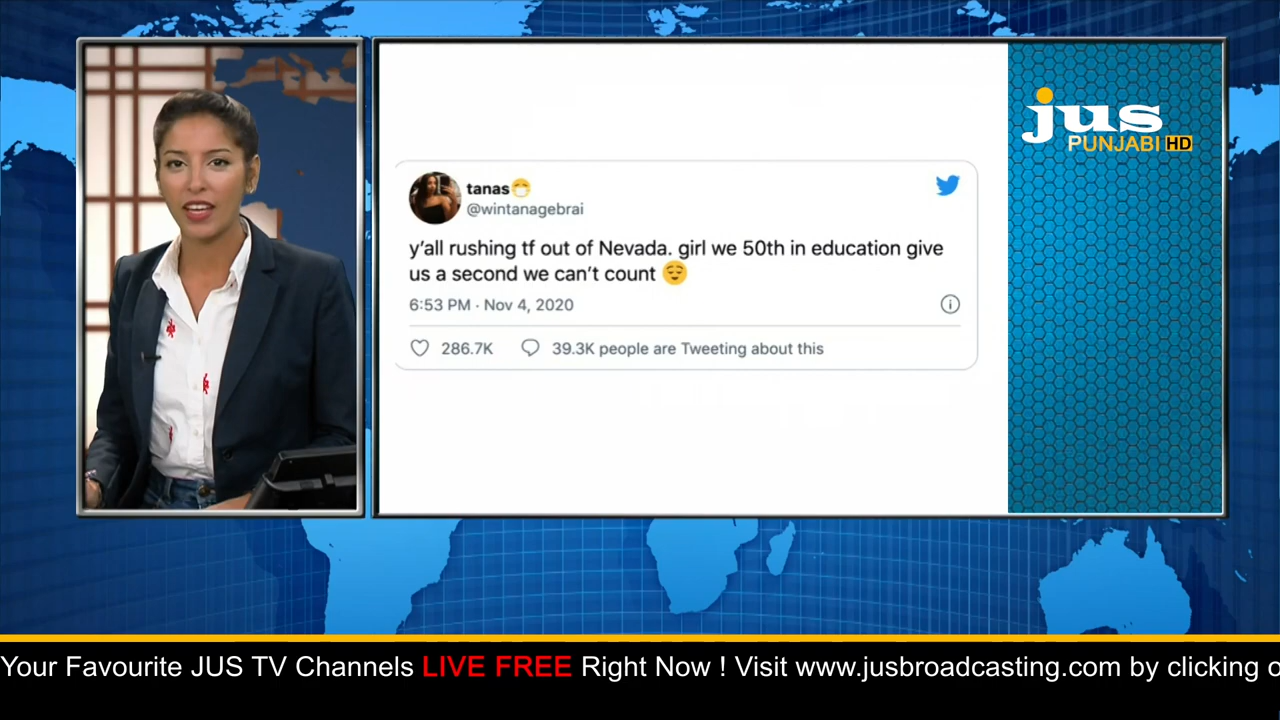 jus
PUNJABI HD
tanas😷
@wintanagebrai
y'all rushing tf out of Nevada. girl we 50th in education give
us a second we can't count 😌
6:53 PM · Nov 4, 2020
286.7K 39.3K people are Tweeting about this
Your Favourite JUS TV Channels LIVE FREE Right Now ! Visit www.jusbroadcasting.com by clicking